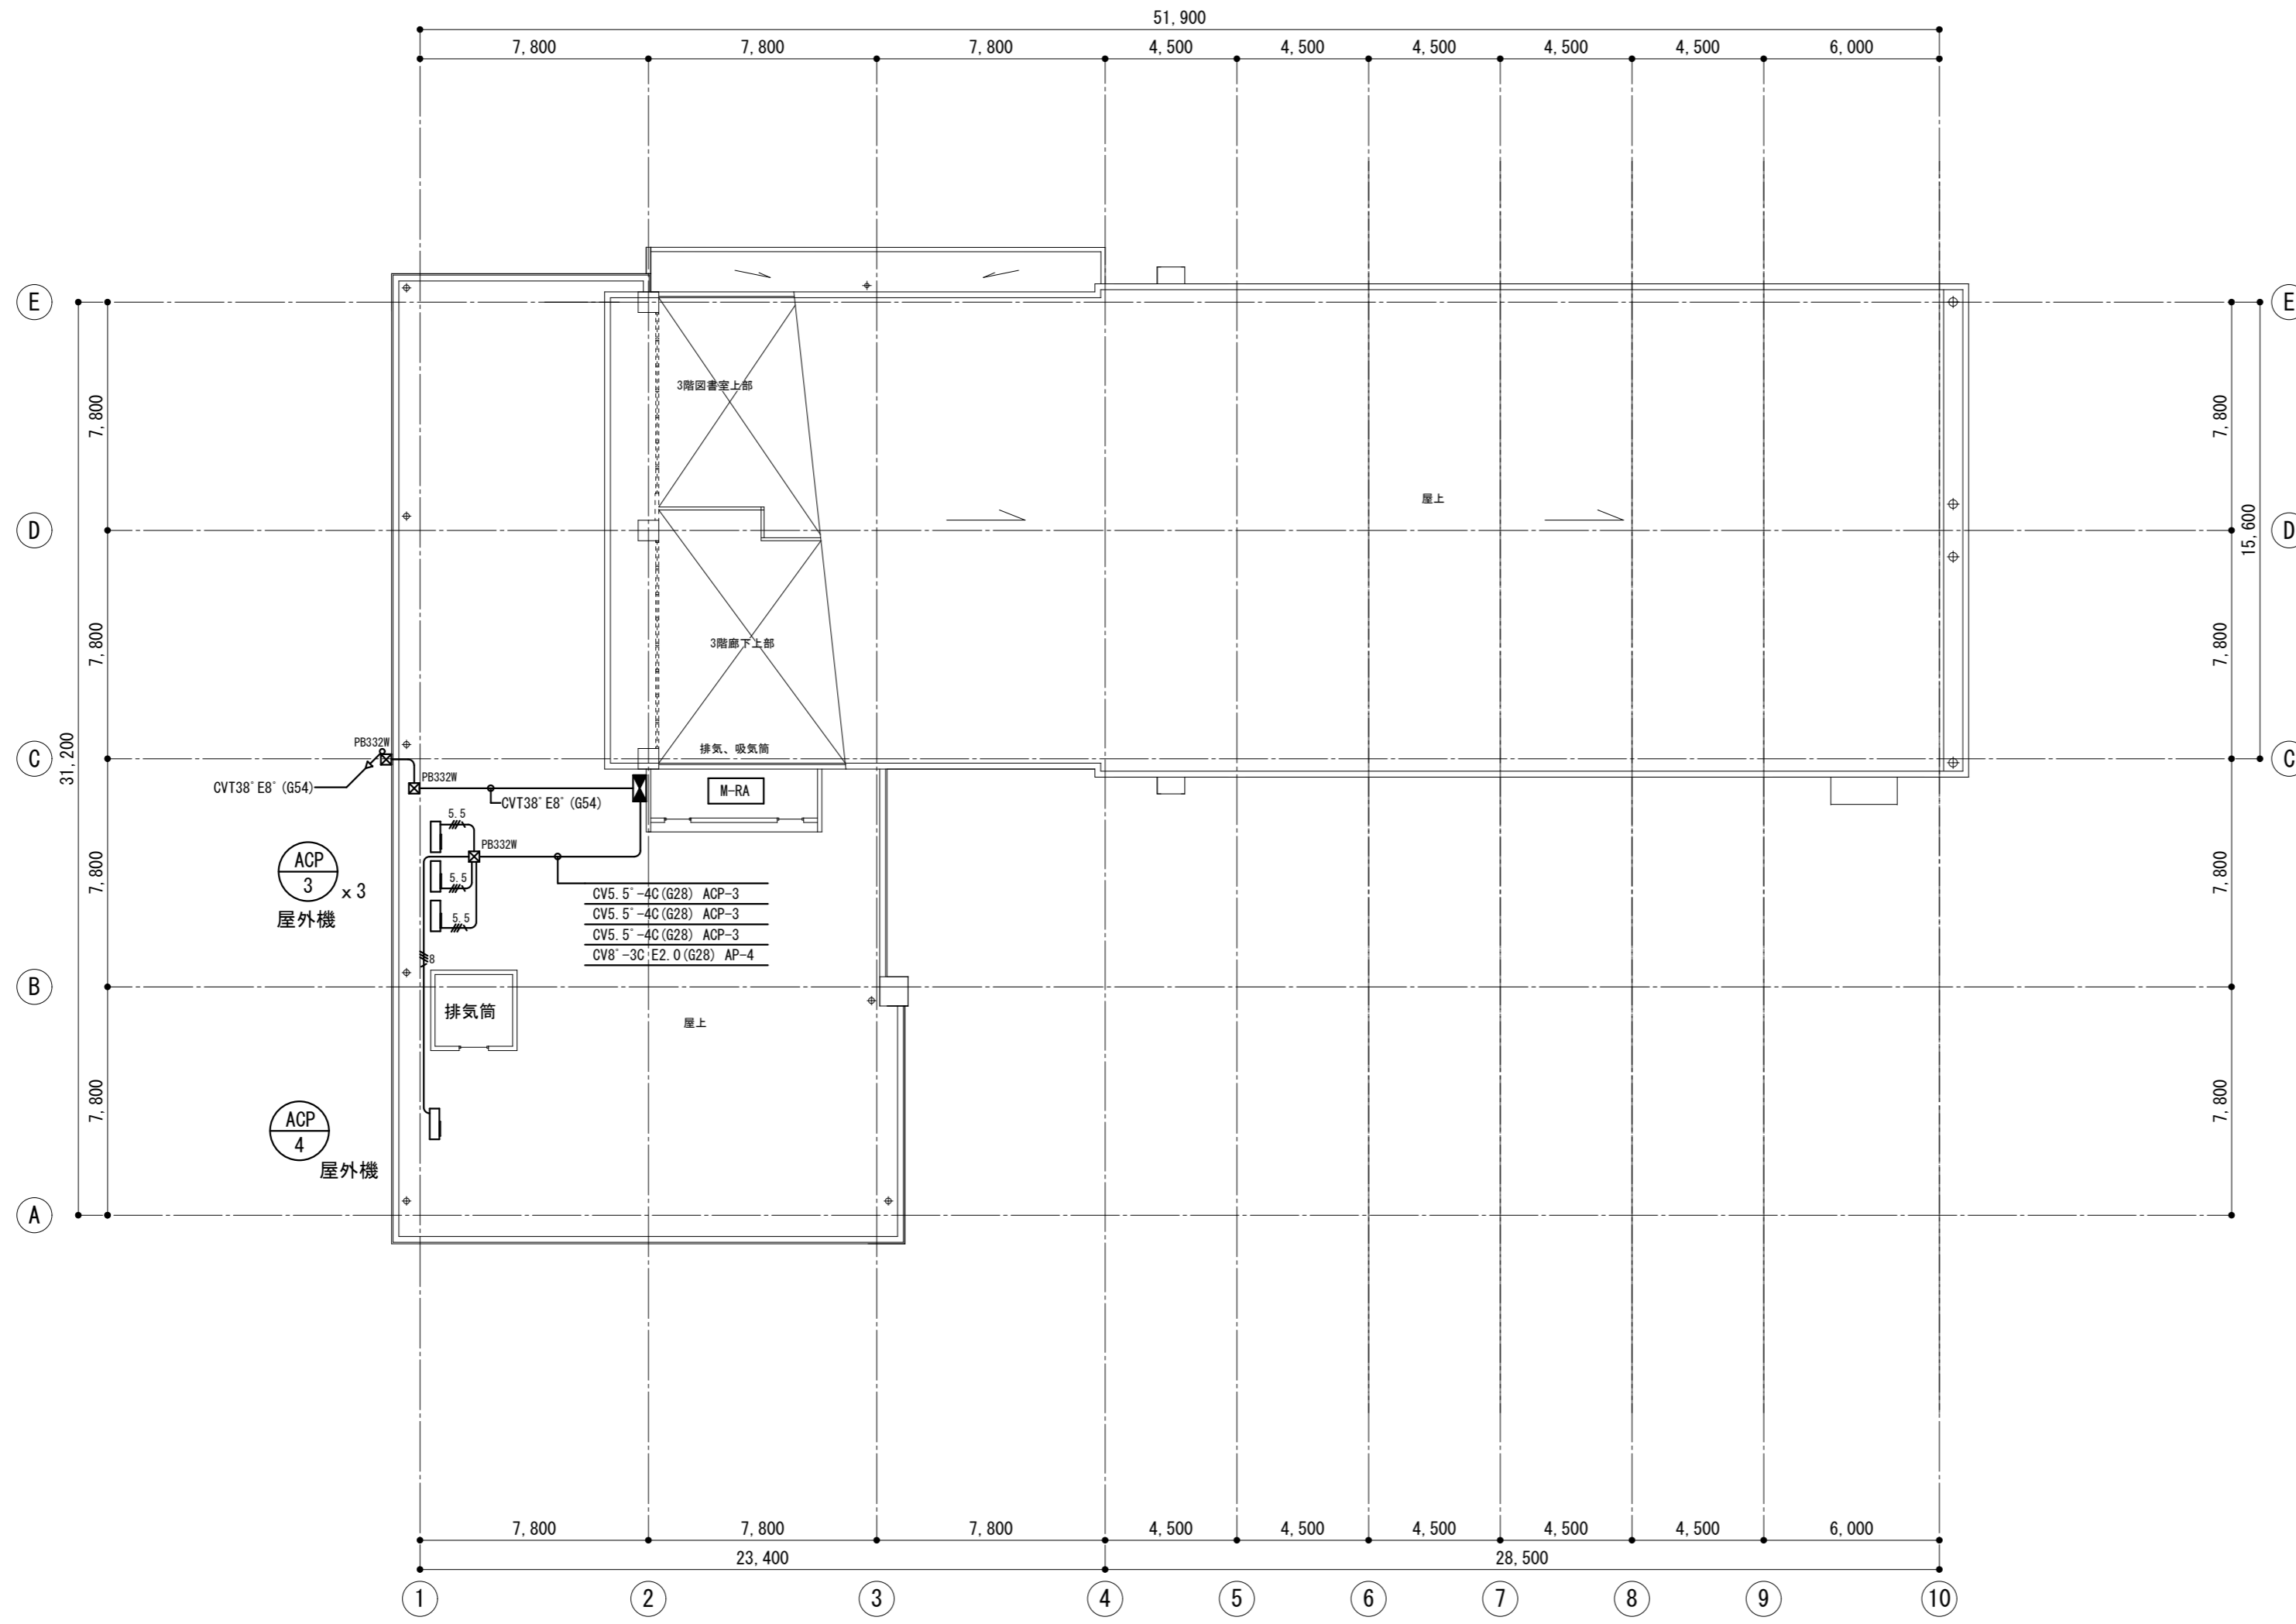 51,900
7,800 7,800 7,800 4,500 4,500 4,500 4,500 4,500 6,000
E E
7,800 7,800
3階図書室上部
屋上
D D
15,600
7,800 7,800
3階廊下上部
排気、吸気筒
C C
31,200
PB332W
PB332W
CVT38°E8°(G54)
CVT38°E8°(G54)
M-RA
5.5
PB332W
ACP
3
x3
屋外機
5.5
5.5
7,800 7,800
CV5.5°-4C(G28) ACP-3
CV5.5°-4C(G28) ACP-3
CV5.5°-4C(G28) ACP-3
CV8°-3C E2.0(G28) AP-4
8
B
排気筒
屋上
7,800 7,800
ACP
4
屋外機
A
7,800 7,800 7,800 4,500 4,500 4,500 4,500 4,500 6,000
23,400 28,500
1 2 3 4 5 6 7 8 9 10